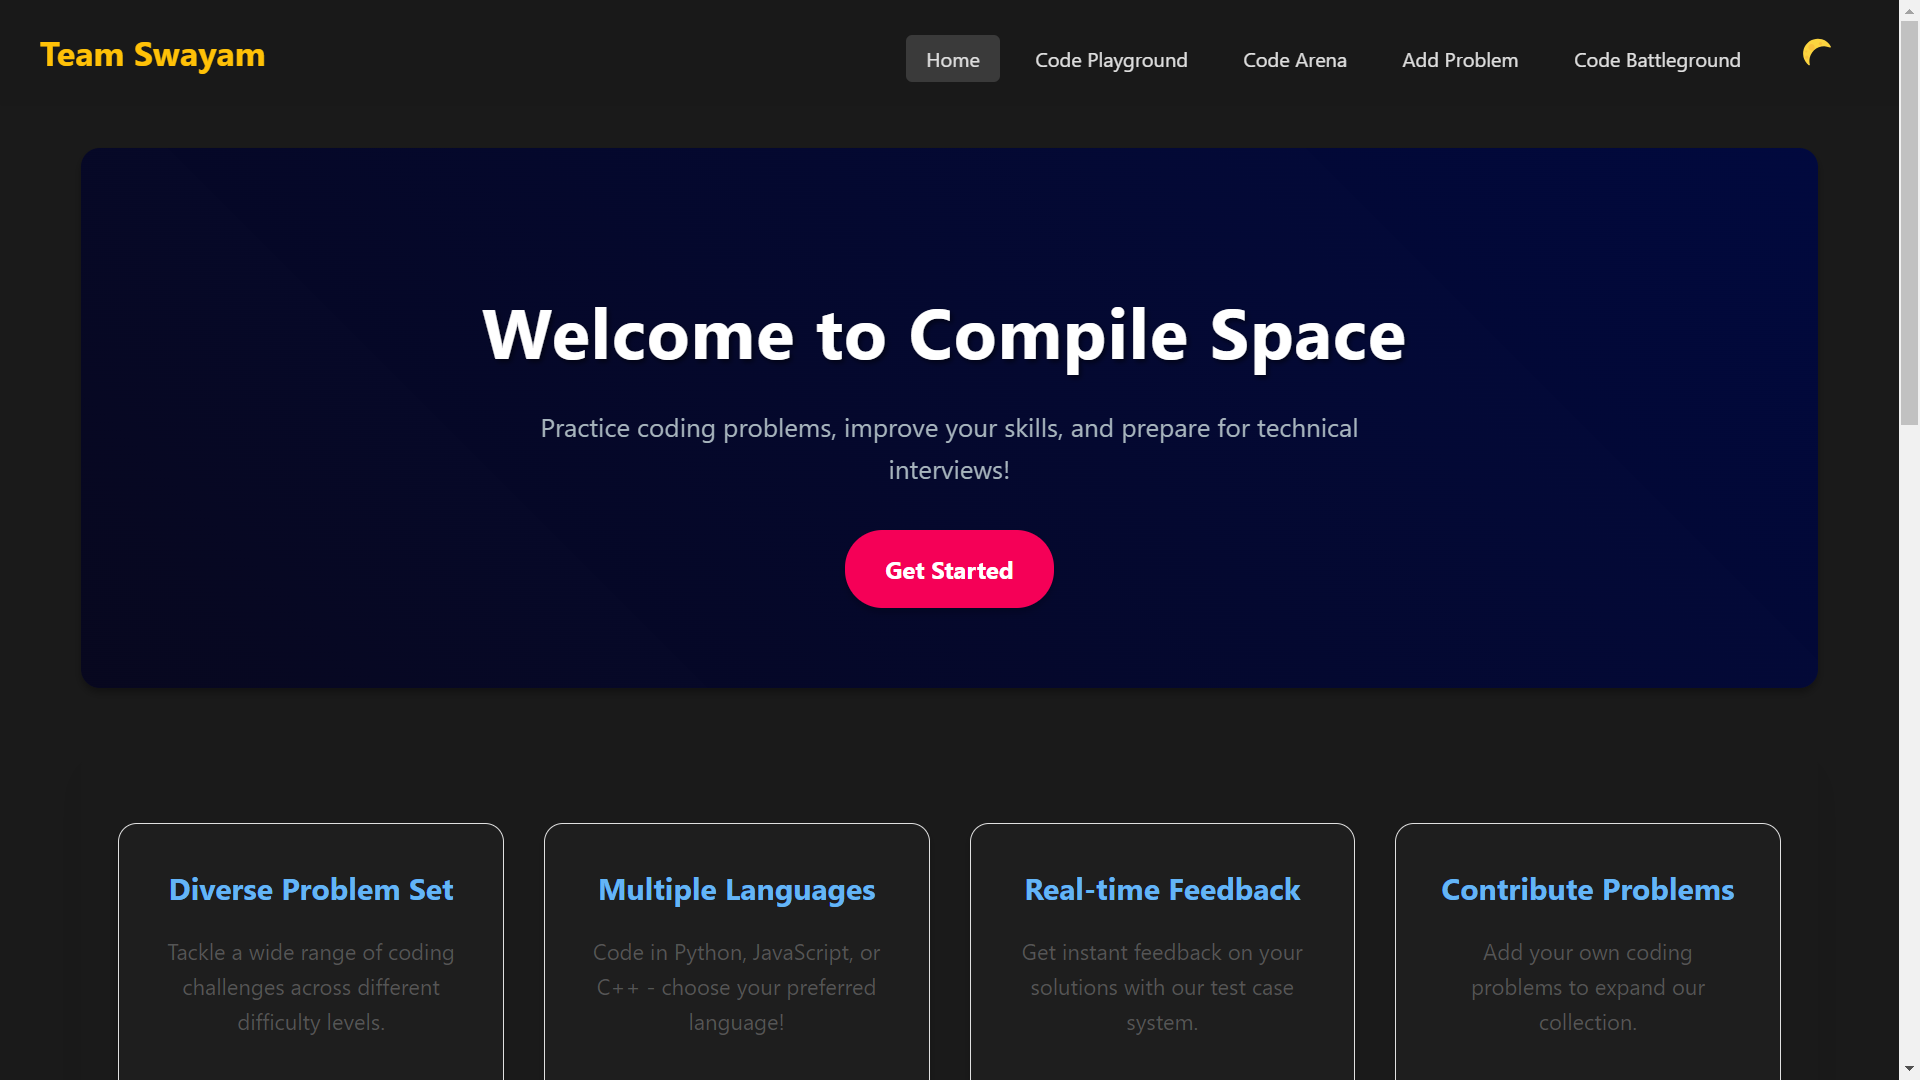 Team Swayam
Home
Code Playground
Code Arena
Add Problem
Code Battleground
Welcome to Compile Space
Practice coding problems, improve your skills, and prepare for technical
interviews!
Get Started
Diverse Problem Set
Tackle a wide range of coding
challenges across different
difficulty levels.
Multiple Languages
Code in Python, JavaScript, or
C++ - choose your preferred
language!
Real-time Feedback
Get instant feedback on your
solutions with our test case
system.
Contribute Problems
Add your own coding
problems to expand our
collection.